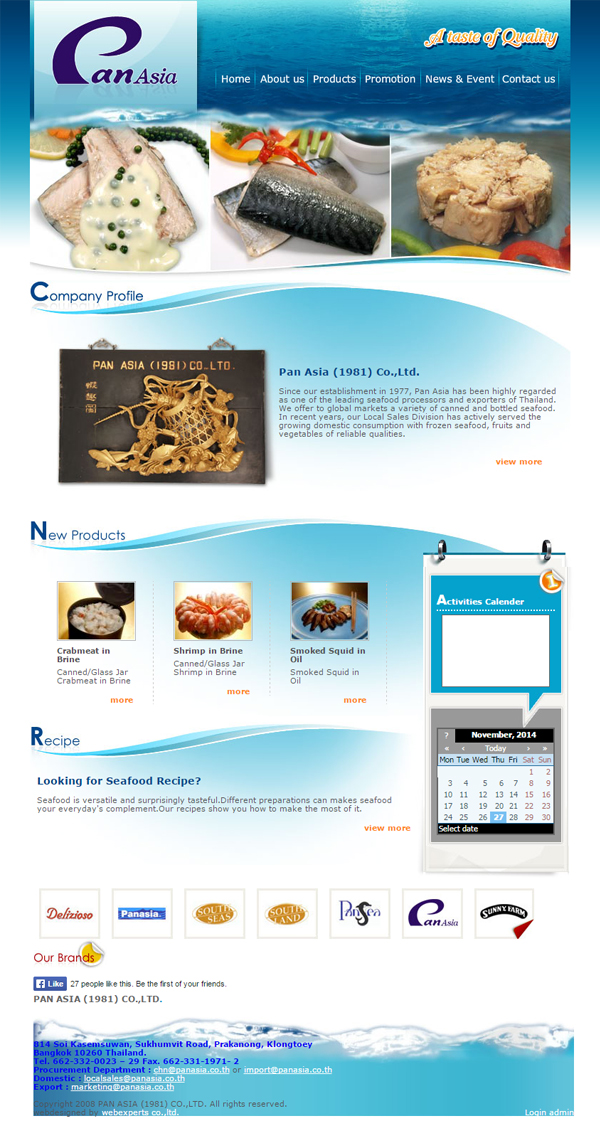 Pan Asia
A taste of Quality
Home About us Products Promotion News & Event Contact us
Company Profile
PAN ASIA (1981) CO.,LTD.
Pan Asia (1981) Co.,Ltd.
Since our establishment in 1977, Pan Asia has been highly regarded
as one of the leading seafood processors and exporters of Thailand.
We offer to global markets a variety of canned and bottled seafood.
In recent years, our Local Sales Division has actively served the
growing domestic consumption with frozen seafood, fruits and
vegetables of reliable qualities.
view more
New Products
Crabmeat in
Brine
Canned/Glass Jar
Crabmeat in Brine
more
Shrimp in Brine
Canned/Glass Jar
Shrimp in Brine
more
Smoked Squid in
Oil
Smoked Squid in
Oil
more
Activities Calender
? November, 2014
« ‹ Today › »
Mon Tue Wed Thu Fri Sat Sun
1 2
3 4 5 6 7 8 9
10 11 12 13 14 15 16
17 18 19 20 21 22 23
24 25 26 27 28 29 30
Select date
Recipe
Looking for Seafood Recipe?
Seafood is versatile and surprisingly tasteful.Different preparations can makes seafood
your everyday's complement.Our recipes show you how to make the most of it.
view more
Delizioso
Panasia.
SOUTH SEAS
SOUTH LAND
PanSea
Pan Asia
SUNNY FARM
Our Brands
Like 27 people like this. Be the first of your friends.
PAN ASIA (1981) CO.,LTD.
814 Soi Kasemsuwan, Sukhumvit Road, Prakanong, Klongtoey
Bangkok 10260 Thailand.
Tel. 662-332-0023 – 29 Fax. 662-331-1971- 2
Procurement Department : chn@panasia.co.th or import@panasia.co.th
Domestic : localsales@panasia.co.th
Export : marketing@panasia.co.th
Copyright 2008 PAN ASIA (1981) CO.,LTD. All rights reserved.
webdesigned by webexperts co.,ltd.
Login admin